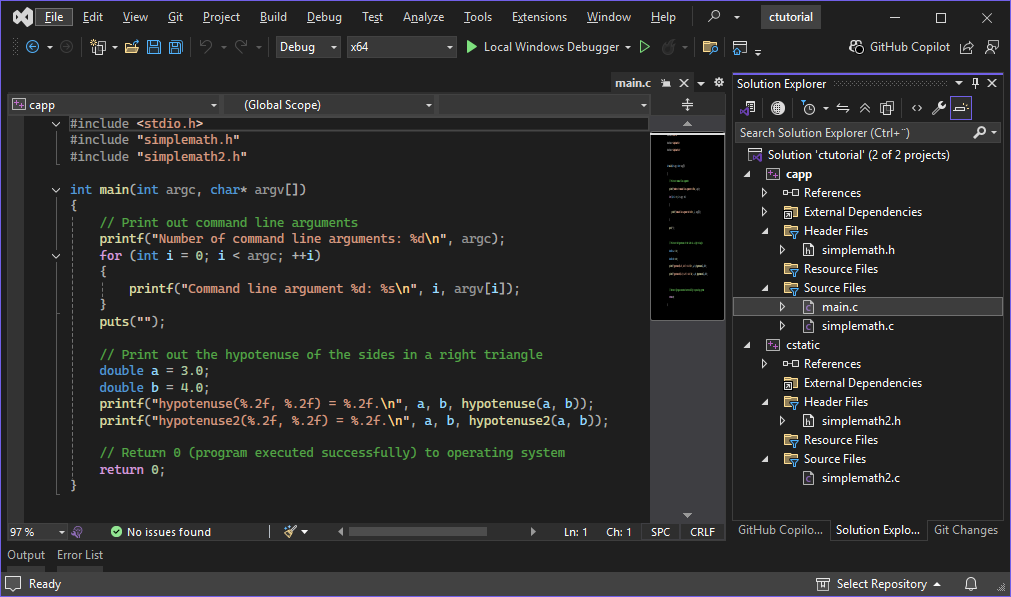 File Edit View Git Project Build Debug Test Analyze Tools Extensions Window Help ctutorial
Debug x64 Local Windows Debugger GitHub Copilot
main.c
capp (Global Scope)
#include <stdio.h>
#include "simplemath.h"
#include "simplemath2.h"
int main(int argc, char* argv[])
{
// Print out command line arguments
printf("Number of command line arguments: %d\n", argc);
for (int i = 0; i < argc; ++i)
{
printf("Command line argument %d: %s\n", i, argv[i]);
}
puts("");
// Print out the hypotenuse of the sides in a right triangle
double a = 3.0;
double b = 4.0;
printf("hypotenuse(%.2f, %.2f) = %.2f.\n", a, b, hypotenuse(a, b));
printf("hypotenuse2(%.2f, %.2f) = %.2f.\n", a, b, hypotenuse2(a, b));
// Return 0 (program executed successfully) to operating system
return 0;
}
97 % No issues found Ln: 1 Ch: 1 SPC CRLF
Solution Explorer
Search Solution Explorer (Ctrl+¨)
Solution 'ctutorial' (2 of 2 projects)
capp
References
External Dependencies
Header Files
simplemath.h
Resource Files
Source Files
main.c
simplemath.c
cstatic
References
External Dependencies
Header Files
simplemath2.h
Resource Files
Source Files
simplemath2.c
GitHub Copilo... Solution Explo... Git Changes
Output Error List
Ready Select Repository